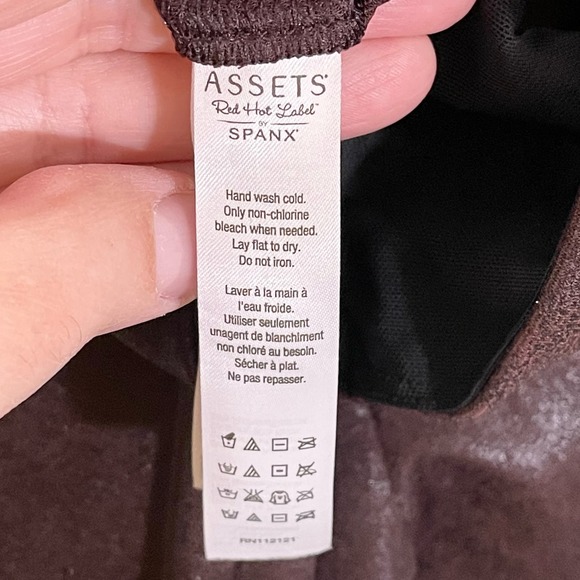 ASSETS®
Red Hot Label™
BY
SPANX®
Hand wash cold.
Only non-chlorine
bleach when needed.
Lay flat to dry.
Do not iron.
Laver à la main à
l'eau froide.
Utiliser seulement
unagent de blanchiment
non chloré au besoin.
Sécher à plat.
Ne pas repasser.
RN112121